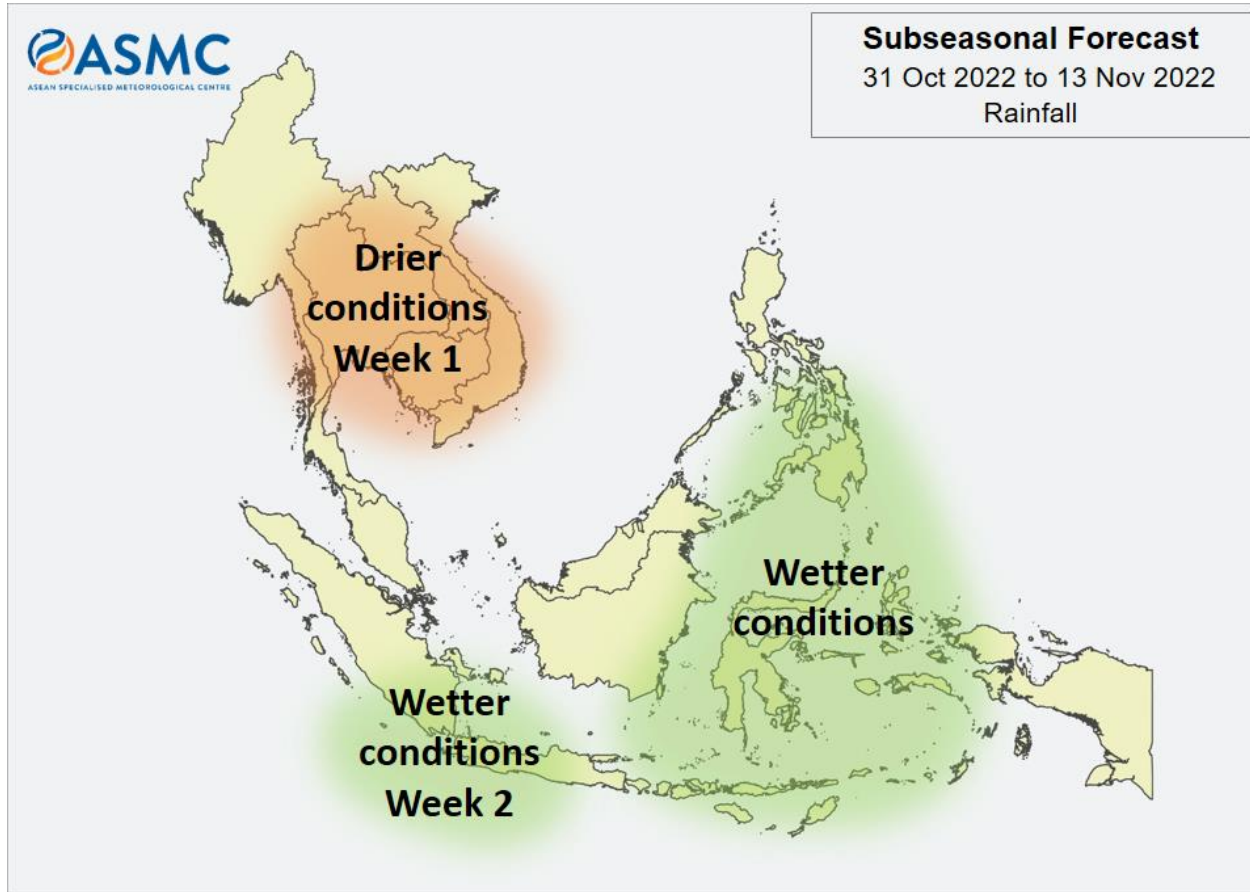 ASMC
ASEAN SPECIALISED METEOROLOGICAL CENTRE
Subseasonal Forecast
31 Oct 2022 to 13 Nov 2022
Rainfall
Drier
conditions
Week 1
Wetter
conditions
Wetter
conditions
Week 2